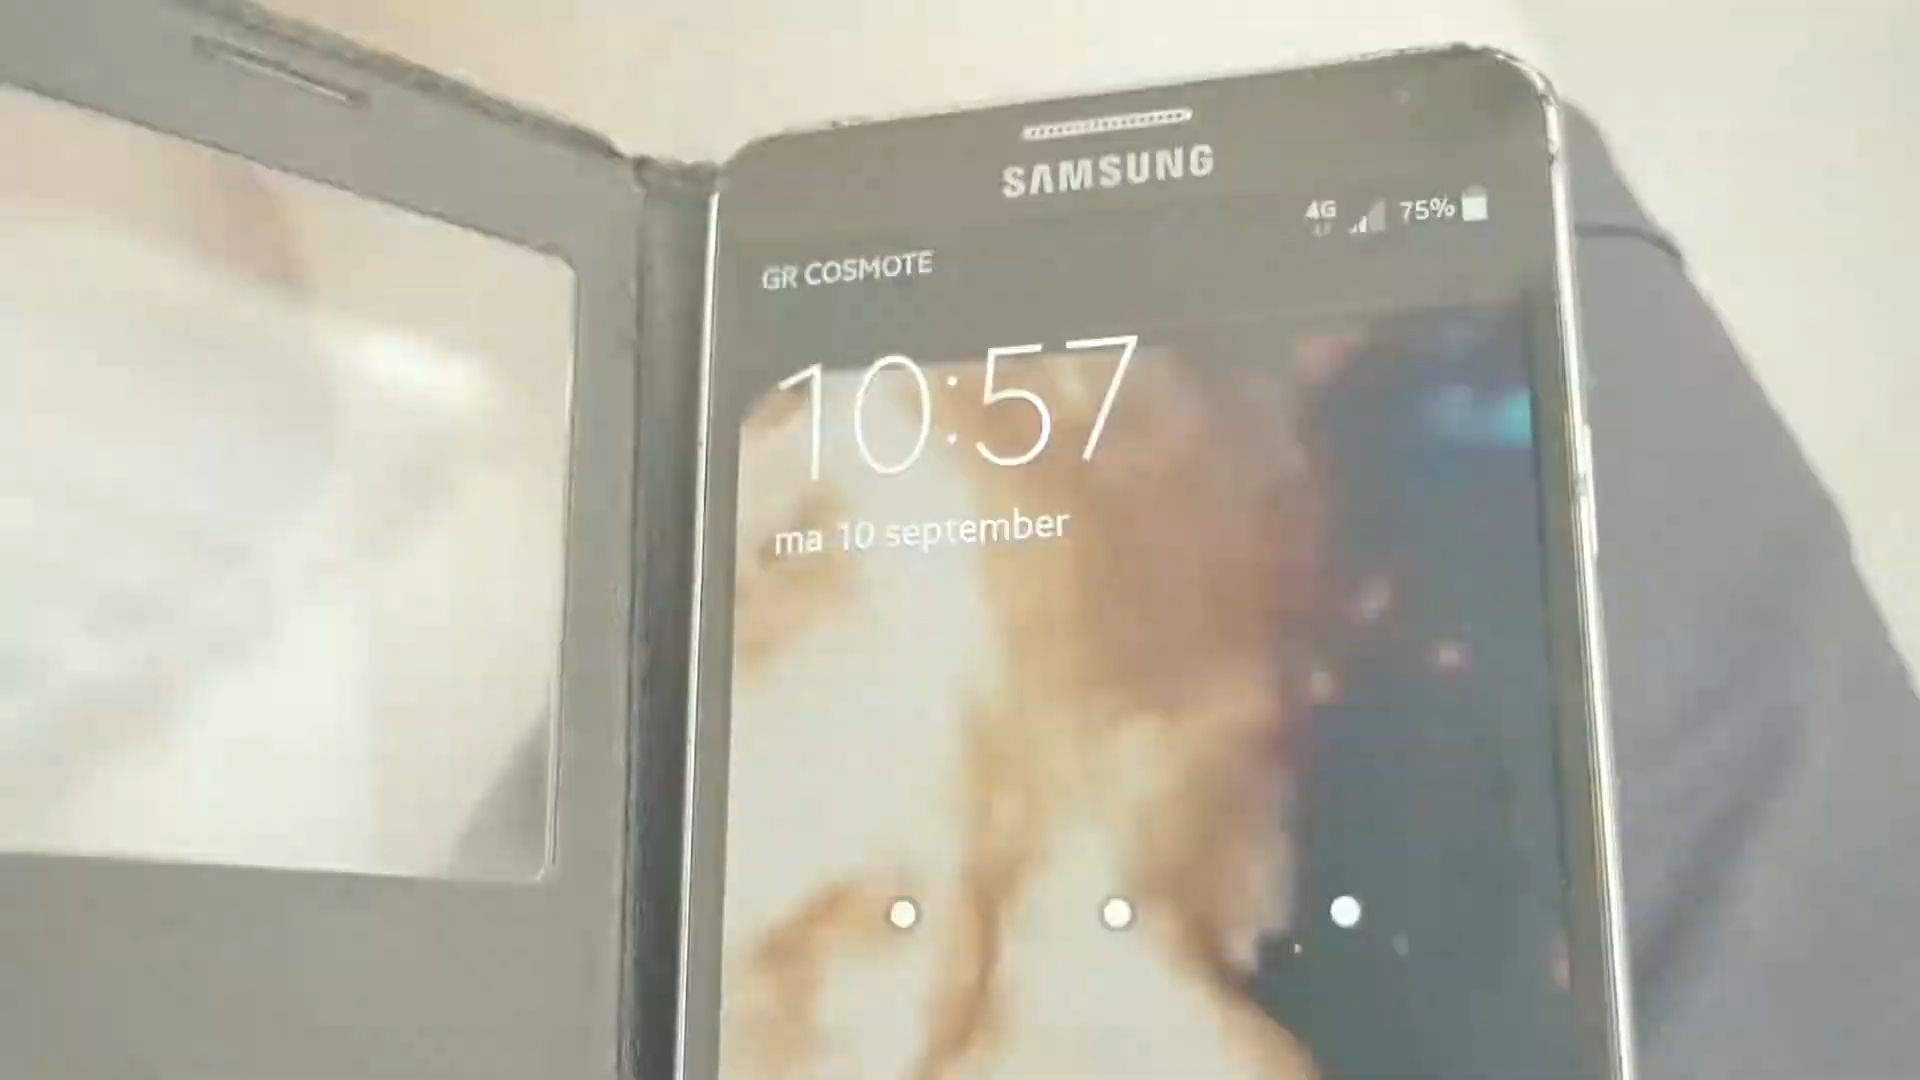 SAMSUNG
4G 75%
GR COSMOTE
10:57
ma 10 september